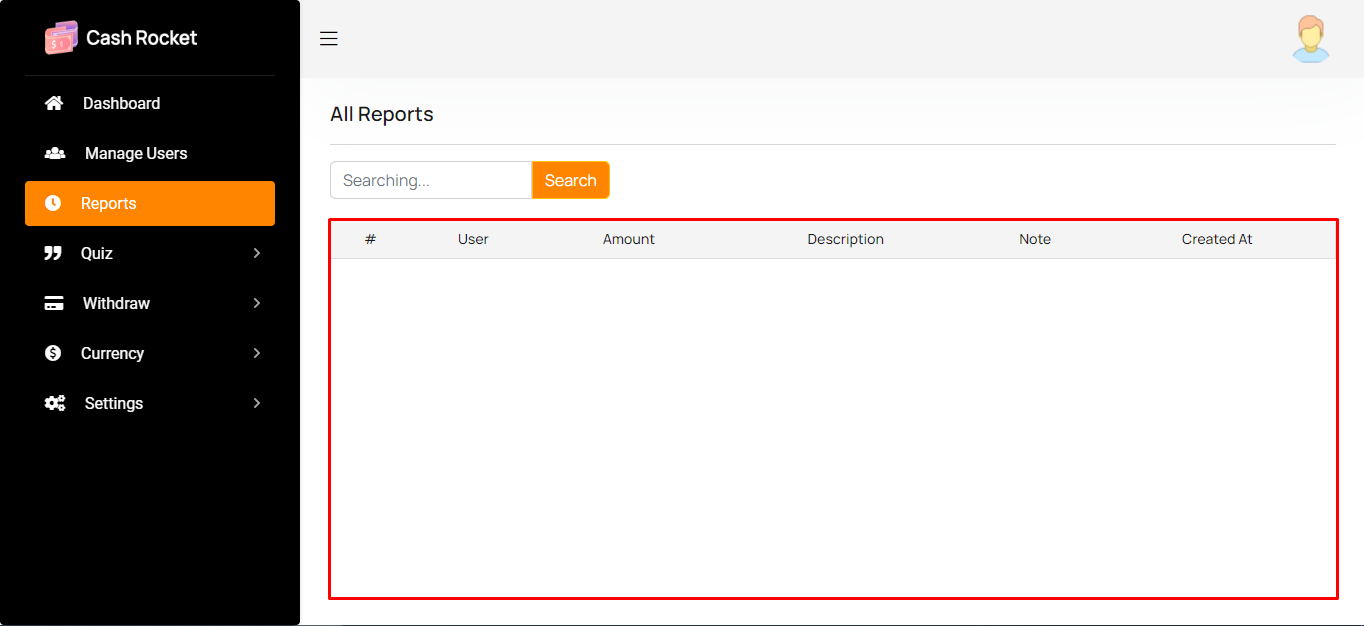 Cash Rocket
Dashboard
Manage Users
Reports
Quiz
Withdraw
Currency
Settings
All Reports
Searching...
Search
# User Amount Description Note Created At